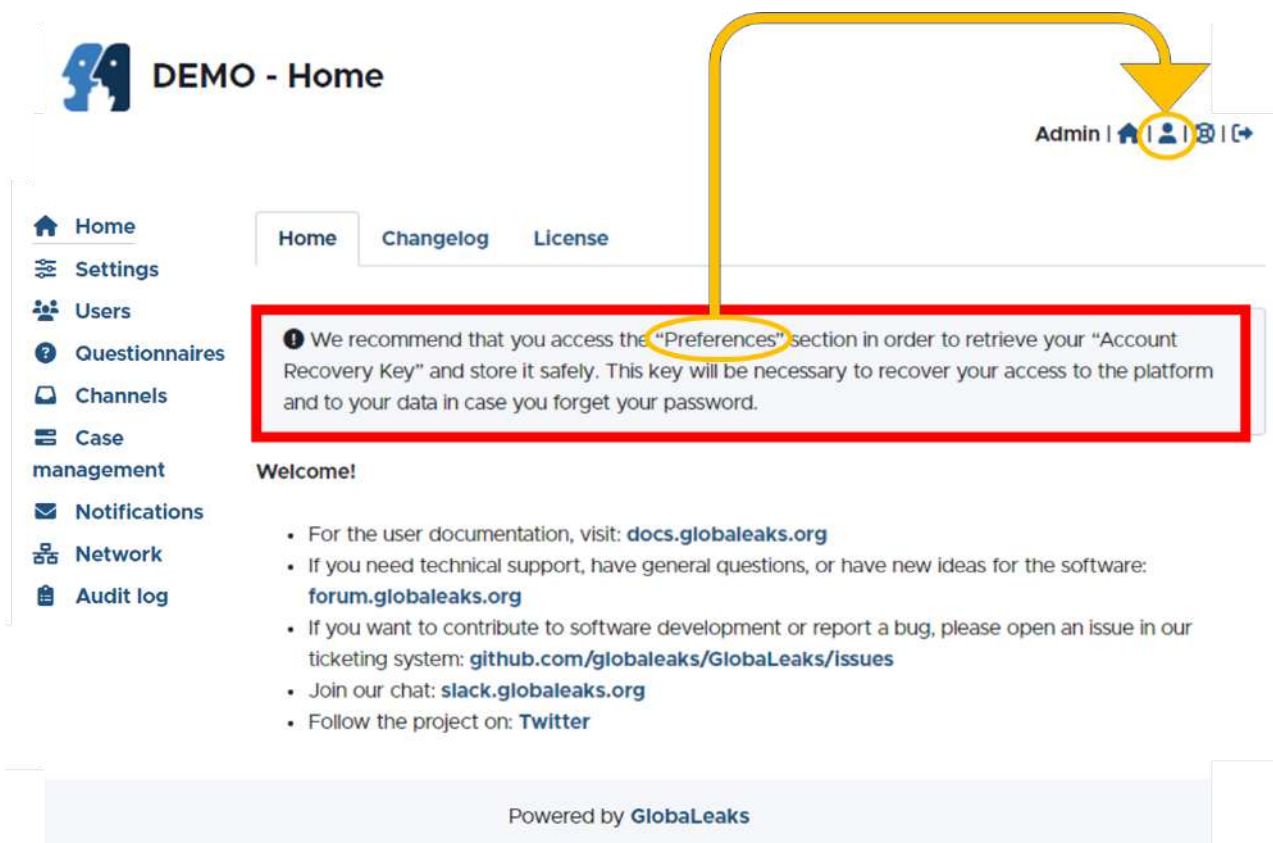 DEMO - Home
Admin | | | |
Home
Settings
Users
Questionnaires
Channels
Case
management
Notifications
Network
Audit log
Home Changelog License
We recommend that you access the “Preferences” section in order to retrieve your “Account
Recovery Key” and store it safely. This key will be necessary to recover your access to the platform
and to your data in case you forget your password.
Welcome!
• For the user documentation, visit: docs.globaleaks.org
• If you need technical support, have general questions, or have new ideas for the software:
forum.globaleaks.org
• If you want to contribute to software development or report a bug, please open an issue in our
ticketing system: github.com/globaleaks/GlobaLeaks/issues
• Join our chat: slack.globaleaks.org
• Follow the project on: Twitter
Powered by GlobaLeaks